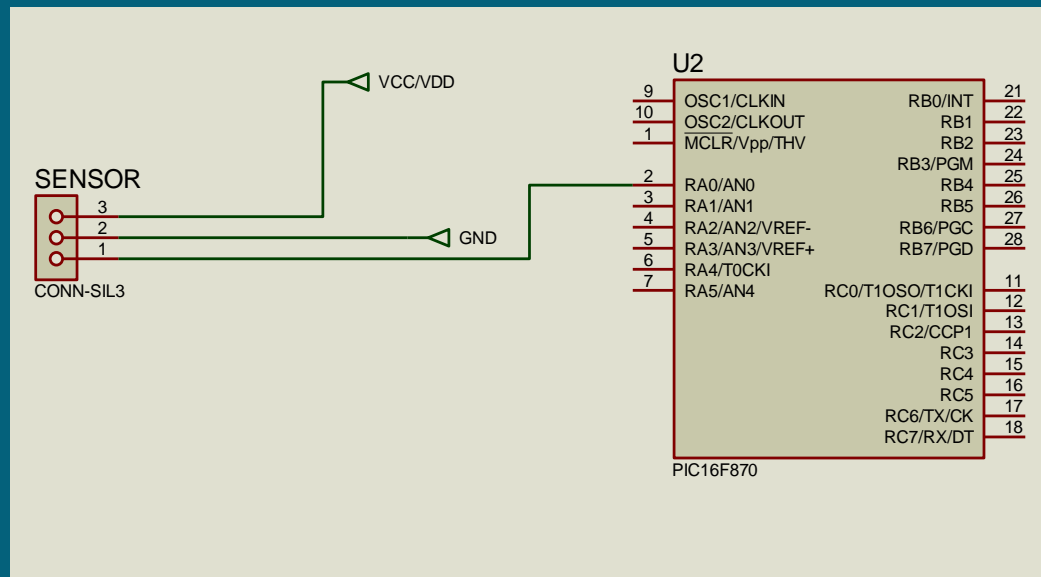 VCC/VDD
SENSOR
3
2
1
GND
CONN-SIL3
U2
9 OSC1/CLKIN
10 OSC2/CLKOUT
1 MCLR/Vpp/THV
2 RA0/AN0
3 RA1/AN1
4 RA2/AN2/VREF-
5 RA3/AN3/VREF+
6 RA4/T0CKI
7 RA5/AN4
RB0/INT 21
RB1 22
RB2 23
RB3/PGM 24
RB4 25
RB5 26
RB6/PGC 27
RB7/PGD 28
RC0/T1OSO/T1CKI 11
RC1/T1OSI 12
RC2/CCP1 13
RC3 14
RC4 15
RC5 16
RC6/TX/CK 17
RC7/RX/DT 18
PIC16F870